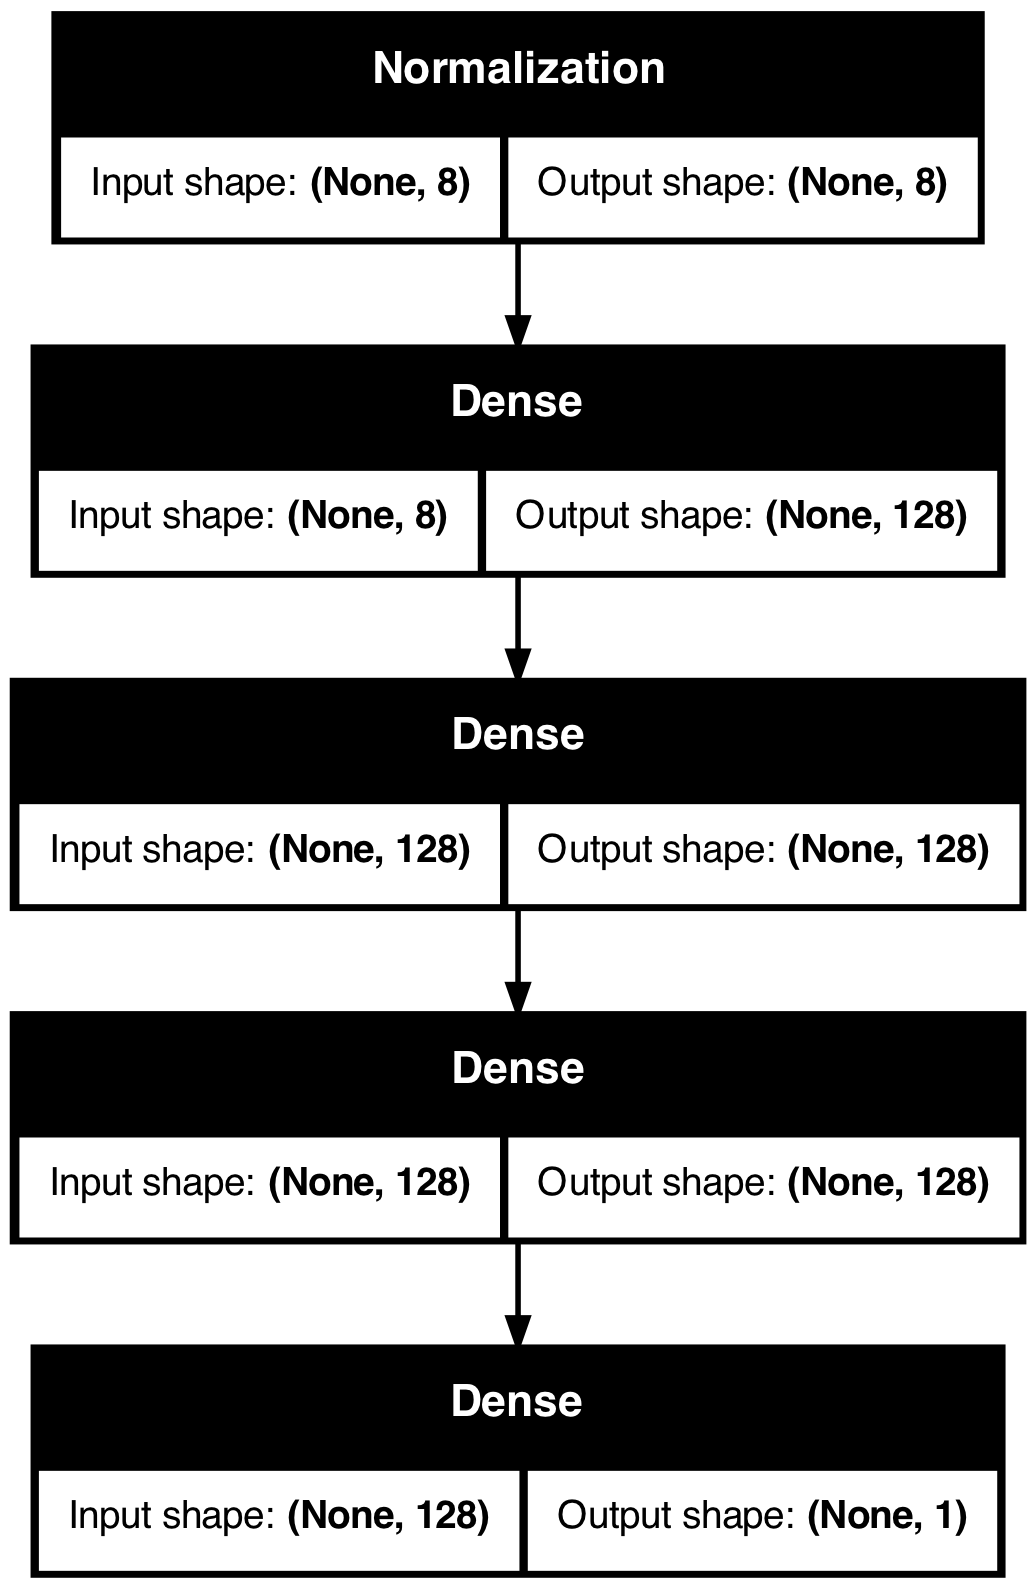 Normalization
Input shape: (None, 8) Output shape: (None, 8)
Dense
Input shape: (None, 8) Output shape: (None, 128)
Dense
Input shape: (None, 128) Output shape: (None, 128)
Dense
Input shape: (None, 128) Output shape: (None, 128)
Dense
Input shape: (None, 128) Output shape: (None, 1)